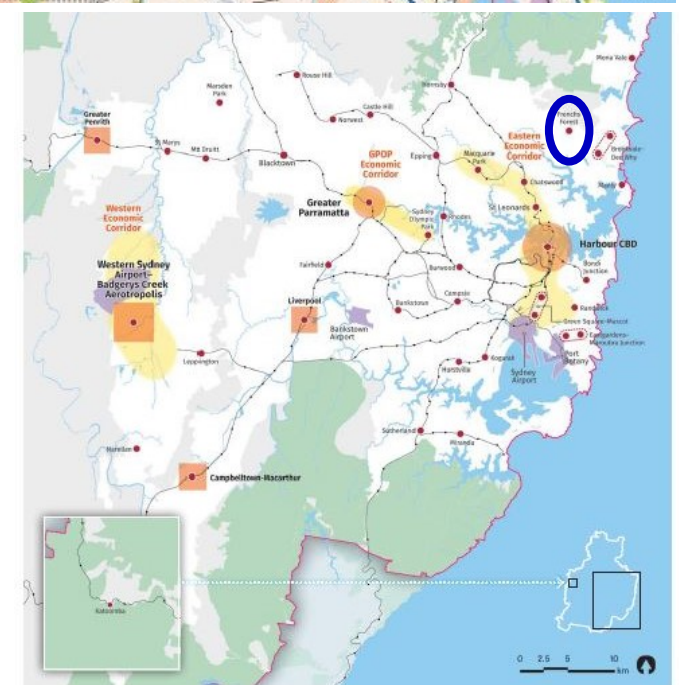 Mona Vale
Rouse Hill
Hornsby
Marsden
Park
Castle Hill
Norwest
Greater
Penrith
Frenchs
Forest
Eastern
Economic
Corridor
Brookvale-
Dee Why
St Marys
Mt Druitt
Blacktown
GPOP
Economic
Corridor
Epping
Macquarie
Park
Chatswood
Manly
Western
Economic
Corridor
Greater
Parramatta
Sydney
Olympic
Park
Rhodes
St Leonards
Harbour CBD
Western Sydney
Airport–
Badgerys Creek
Aerotropolis
Fairfield
Burwood
Bondi
Junction
Liverpool
Bankstown
Airport
Bankstown
Campsie
Randwick
Green Square-Mascot
Eastgardens-
Maroubra Junction
Leppington
Hurstville
Kogarah
Sydney
Airport
Port
Botany
Sutherland
Miranda
Narellan
Campbelltown-Macarthur
Katoomba
0 2.5 5 10
km